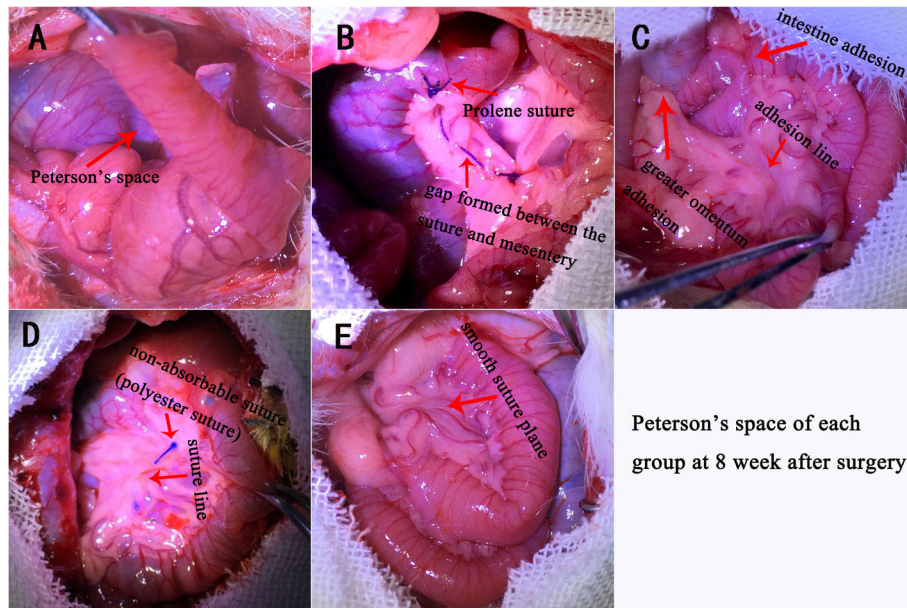 A
Peterson's space
B
Prolene suture
gap formed between the
suture and mesentery
C
intestine adhesion
adhesion line
greater omentum
adhesion
D
non-absorbable suture
(polyester suture)
suture line
E
smooth suture plane
Peterson's space of each
group at 8 week after surgery